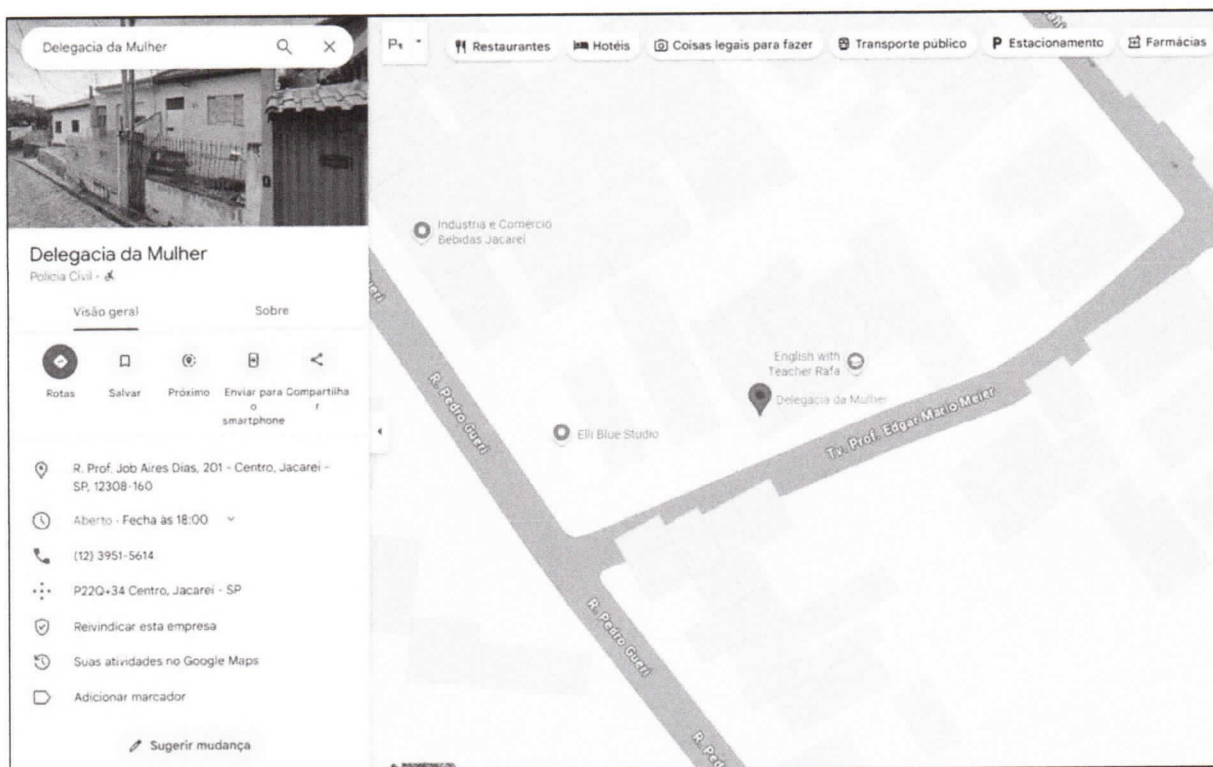 Delegacia da Mulher
Restaurantes
Hotéis
Coisas legais para fazer
Transporte público
P Estacionamento
Farmácias
Delegacia da Mulher
Polícia Civil
Visão geral
Sobre
Rotas
Salvar
Próximo
Enviar para
o
smartphone
Compartilha
r
R. Prof. Job Aires Dias, 201 - Centro, Jacareí -
SP, 12308-160
Aberto · Fecha às 18:00
(12) 3951-5614
P22Q+34 Centro, Jacareí - SP
Reivindicar esta empresa
Suas atividades no Google Maps
Adicionar marcador
Sugerir mudança
Indústria e Comércio
Bebidas Jacareí
Gueri
R. Pedro Gueri
English with
Teacher Rafa
Delegacia da Mulher
Elli Blue Studio
Tv. Prof. Edgar Mario Meier
R. Pedro Gueri